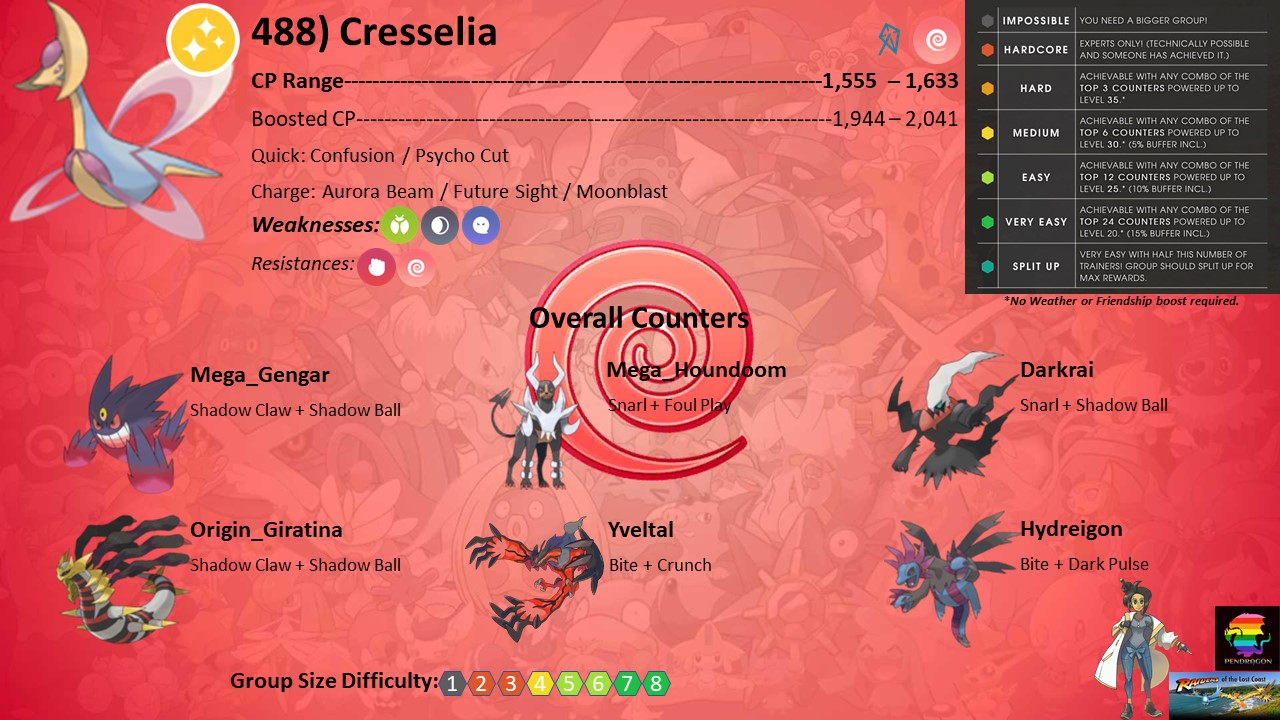 488) Cresselia
CP Range------------------------------------------------------------------1,555 – 1,633
Boosted CP------------------------------------------------------------------1,944 – 2,041
Quick: Confusion / Psycho Cut
Charge: Aurora Beam / Future Sight / Moonblast
Weaknesses:
Resistances:
IMPOSSIBLE YOU NEED A BIGGER GROUP!
HARDCORE EXPERTS ONLY! (TECHNICALLY POSSIBLE
AND SOMEONE HAS ACHIEVED IT.)
HARD ACHIEVABLE WITH ANY COMBO OF THE
TOP 3 COUNTERS POWERED UP TO
LEVEL 35.*
MEDIUM ACHIEVABLE WITH ANY COMBO OF THE
TOP 6 COUNTERS POWERED UP TO
LEVEL 30.* (5% BUFFER INCL.)
EASY ACHIEVABLE WITH ANY COMBO OF THE
TOP 12 COUNTERS POWERED UP TO
LEVEL 25.* (10% BUFFER INCL.)
VERY EASY ACHIEVABLE WITH ANY COMBO OF THE
TOP 24 COUNTERS POWERED UP TO
LEVEL 20.* (15% BUFFER INCL.)
SPLIT UP VERY EASY WITH HALF THIS NUMBER OF
TRAINERS! GROUP SHOULD SPLIT UP FOR
MAX REWARDS.
*No Weather or Friendship boost required.
Overall Counters
Mega_Gengar
Shadow Claw + Shadow Ball
Mega_Houndoom
Snarl + Foul Play
Darkrai
Snarl + Shadow Ball
Origin_Giratina
Shadow Claw + Shadow Ball
Yveltal
Bite + Crunch
Hydreigon
Bite + Dark Pulse
Group Size Difficulty: 1 2 3 4 5 6 7 8
PENDRAGON
RAIDERS of the Lost Coast